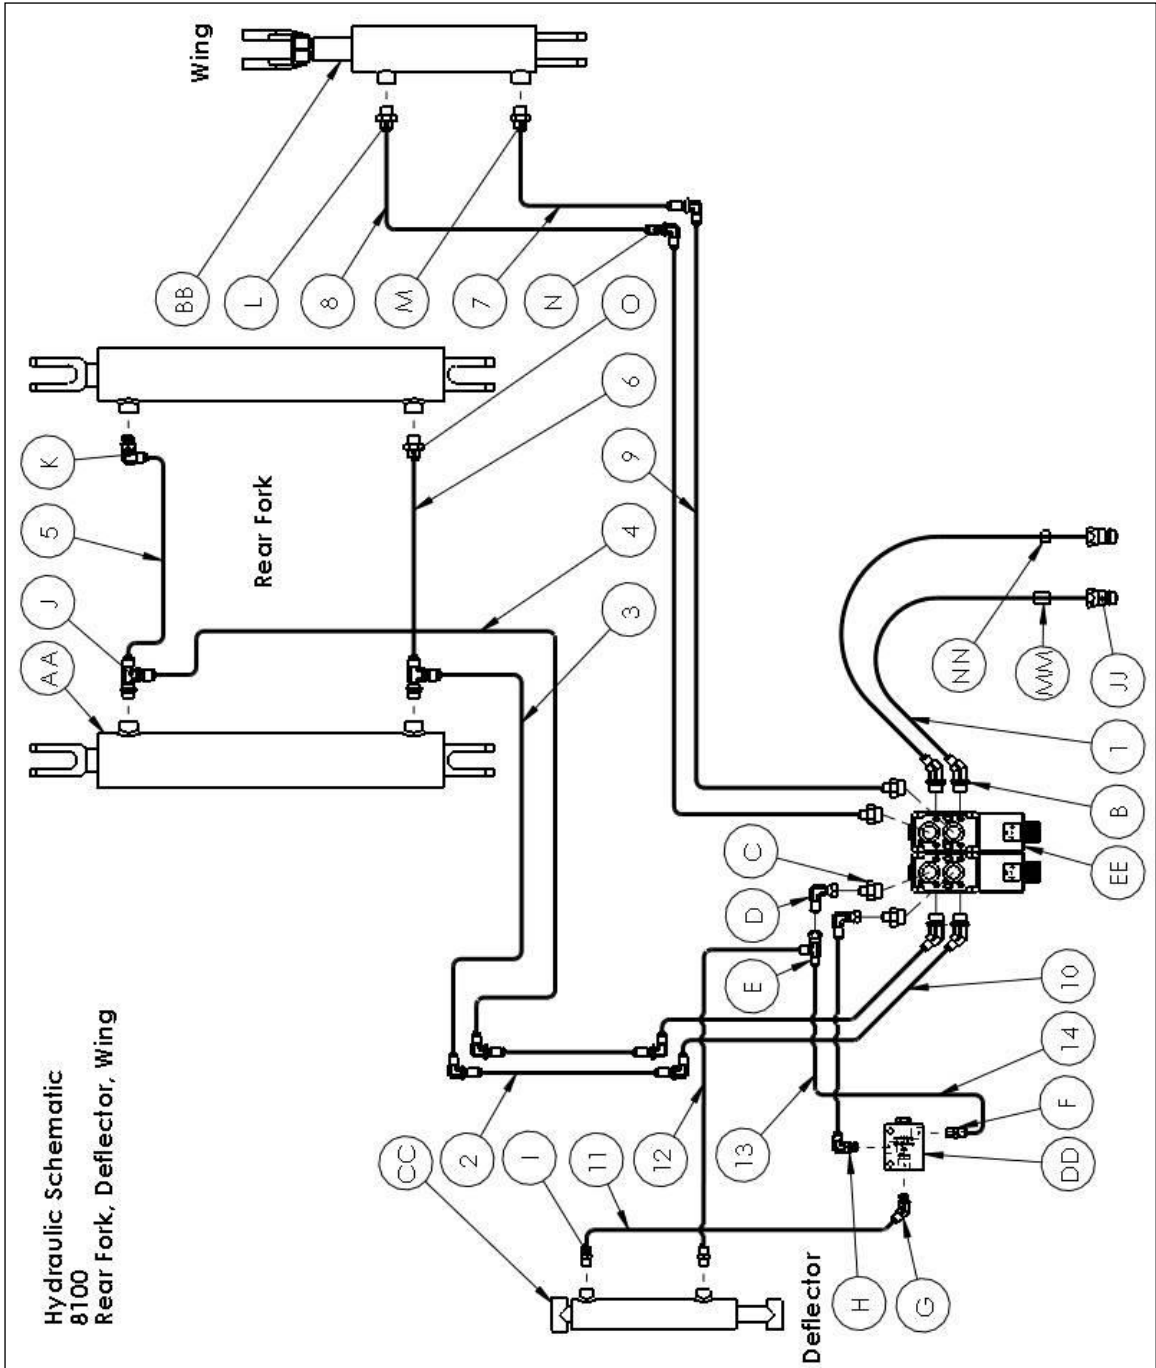 Hydraulic Schematic
8100
Rear Fork, Deflector, Wing
Wing
Rear Fork
Deflector
AA
J
5
K
BB
L
8
M
7
N
O
6
9
4
3
CC
2
I
11
12
13
E
D
C
NN
MM
JJ
1
B
EE
10
14
F
DD
H
G